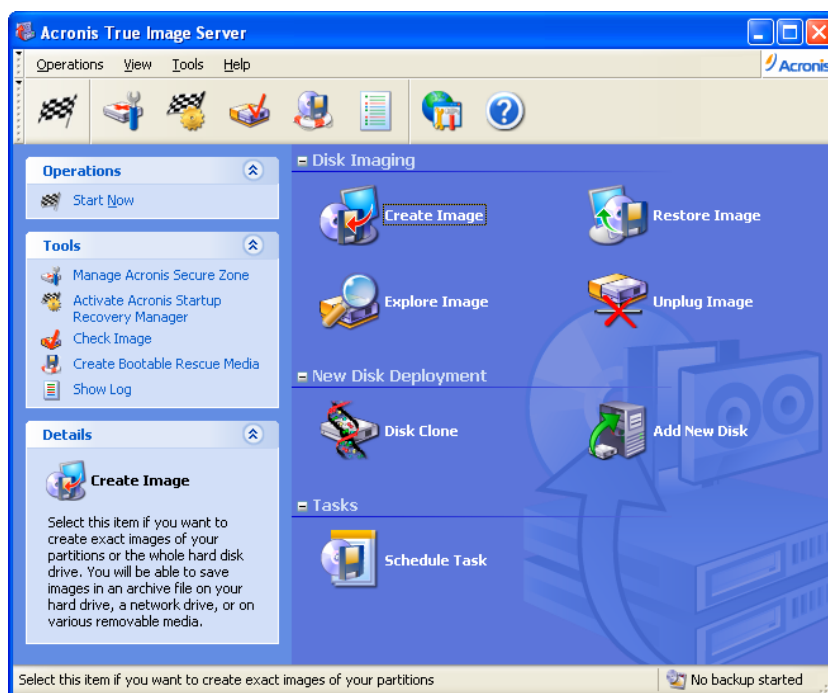 Acronis True Image Server
Operations View Tools Help
Acronis
Operations
Start Now
Tools
Manage Acronis Secure Zone
Activate Acronis Startup
Recovery Manager
Check Image
Create Bootable Rescue Media
Show Log
Details
Create Image
Select this item if you want to
create exact images of your
partitions or the whole hard disk
drive. You will be able to save
images in an archive file on your
hard drive, a network drive, or on
various removable media.
Disk Imaging
Create Image
Restore Image
Explore Image
Unplug Image
New Disk Deployment
Disk Clone
Add New Disk
Tasks
Schedule Task
Select this item if you want to create exact images of your partitions
No backup started